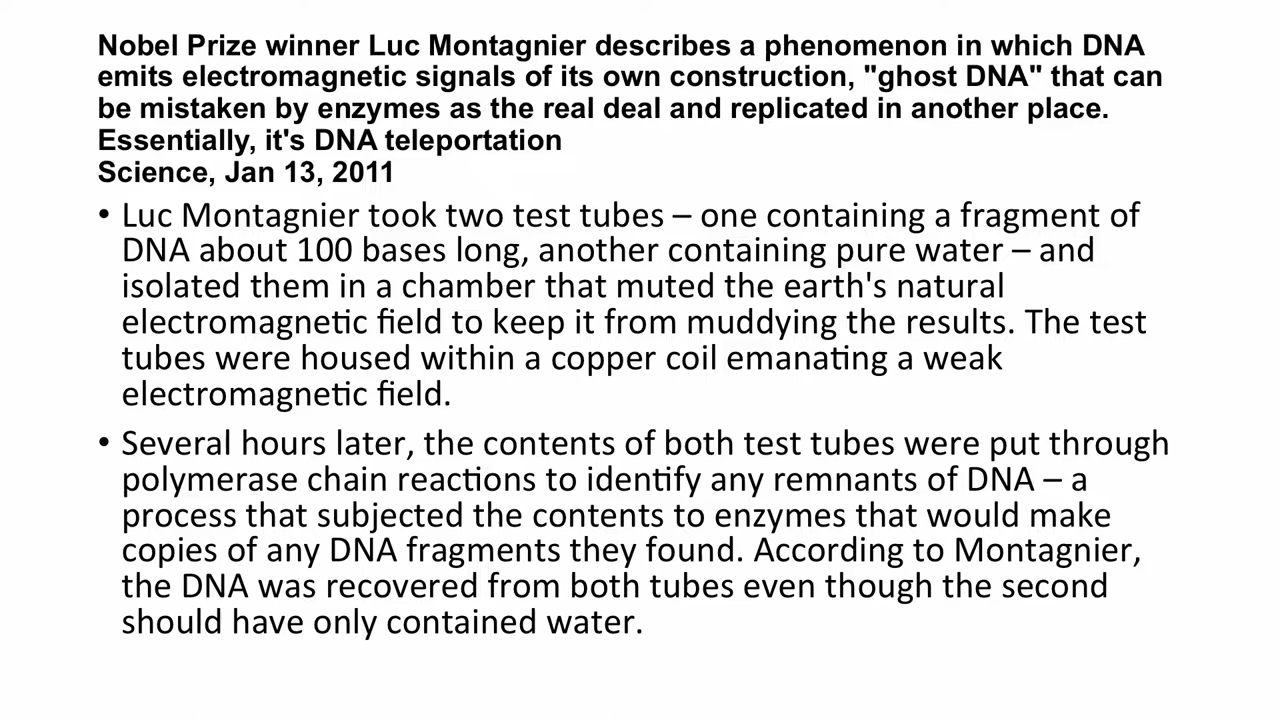 Nobel Prize winner Luc Montagnier describes a phenomenon in which DNA
emits electromagnetic signals of its own construction, "ghost DNA" that can
be mistaken by enzymes as the real deal and replicated in another place.
Essentially, it's DNA teleportation
Science, Jan 13, 2011
• Luc Montagnier took two test tubes – one containing a fragment of
DNA about 100 bases long, another containing pure water – and
isolated them in a chamber that muted the earth's natural
electromagnetic field to keep it from muddying the results. The test
tubes were housed within a copper coil emanating a weak
electromagnetic field.
• Several hours later, the contents of both test tubes were put through
polymerase chain reactions to identify any remnants of DNA – a
process that subjected the contents to enzymes that would make
copies of any DNA fragments they found. According to Montagnier,
the DNA was recovered from both tubes even though the second
should have only contained water.